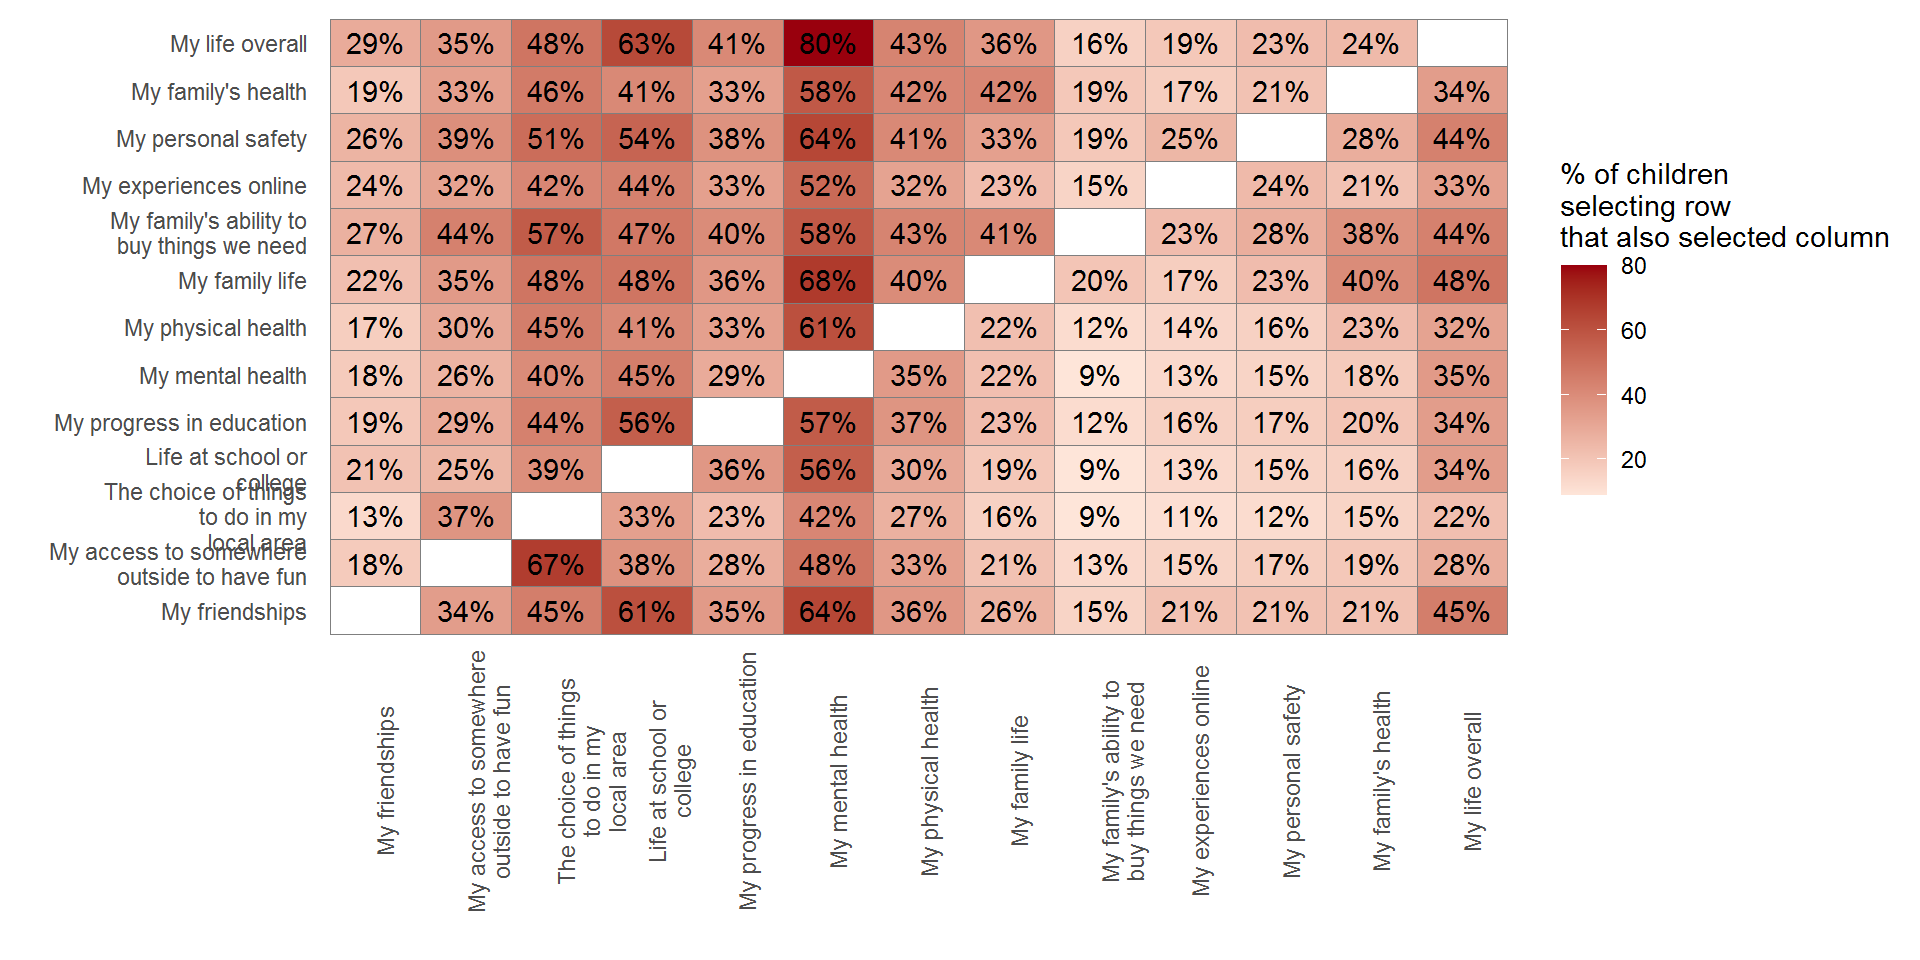 My life overall 29% 35% 48% 63% 41% 80% 43% 36% 16% 19% 23% 24%
My family's health 19% 33% 46% 41% 33% 58% 42% 42% 19% 17% 21% 34%
My personal safety 26% 39% 51% 54% 38% 64% 41% 33% 19% 25% 28% 44%
My experiences online 24% 32% 42% 44% 33% 52% 32% 23% 15% 24% 21% 33%
My family's ability to
buy things we need
27% 44% 57% 47% 40% 58% 43% 41% 23% 28% 38% 44%
My family life 22% 35% 48% 48% 36% 68% 40% 20% 17% 23% 40% 48%
My physical health 17% 30% 45% 41% 33% 61% 22% 12% 14% 16% 23% 32%
My mental health 18% 26% 40% 45% 29% 35% 22% 9% 13% 15% 18% 35%
My progress in education 19% 29% 44% 56% 57% 37% 23% 12% 16% 17% 20% 34%
Life at school or
college
21% 25% 39% 36% 56% 30% 19% 9% 13% 15% 16% 34%
The choice of things
to do in my
local area
13% 37% 33% 23% 42% 27% 16% 9% 11% 12% 15% 22%
My access to somewhere
outside to have fun
18% 67% 38% 28% 48% 33% 21% 13% 15% 17% 19% 28%
My friendships 34% 45% 61% 35% 64% 36% 26% 15% 21% 21% 21% 45%
My friendships
My access to somewhere
outside to have fun
The choice of things
to do in my
local area
Life at school or
college
My progress in education
My mental health
My physical health
My family life
My family's ability to
buy things we need
My experiences online
My personal safety
My family's health
My life overall
% of children
selecting row
that also selected column
80
60
40
20